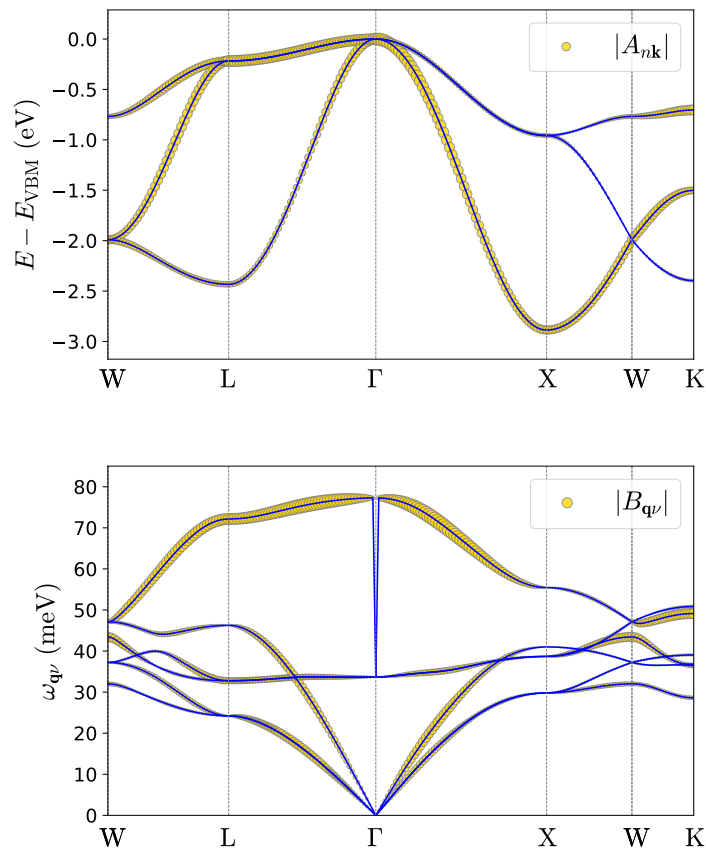 0.0
−0.5
−1.0
−1.5
−2.0
−2.5
−3.0
E − E_VBM (eV)
|A_n𝐤|
W L Γ X W K
80
70
60
50
40
30
20
10
0
ω_𝐪ν (meV)
|B_𝐪ν|
W L Γ X W K